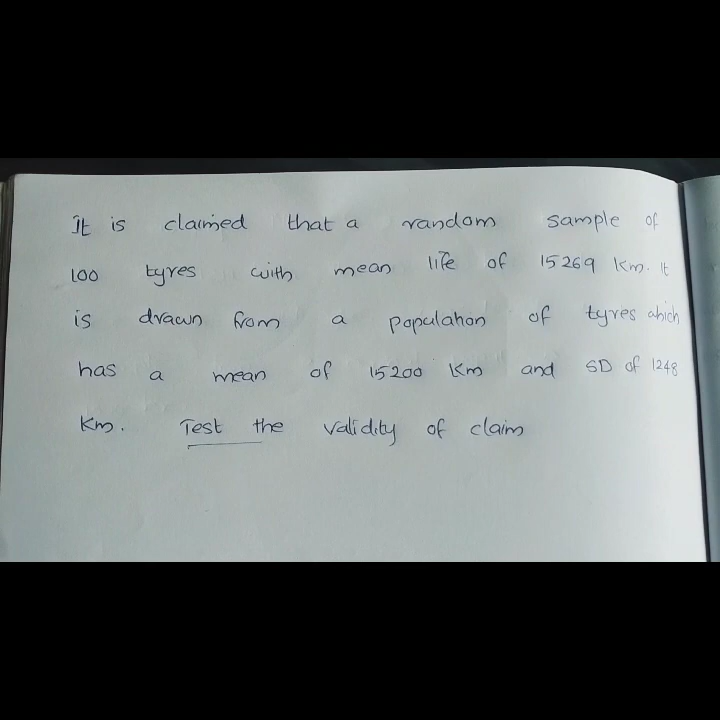 It is claimed that a random sample of
100 tyres with mean life of 15269 Km. It
is drawn from a population of tyres which
has a mean of 15200 Km and SD of 1248
Km. Test the validity of claim